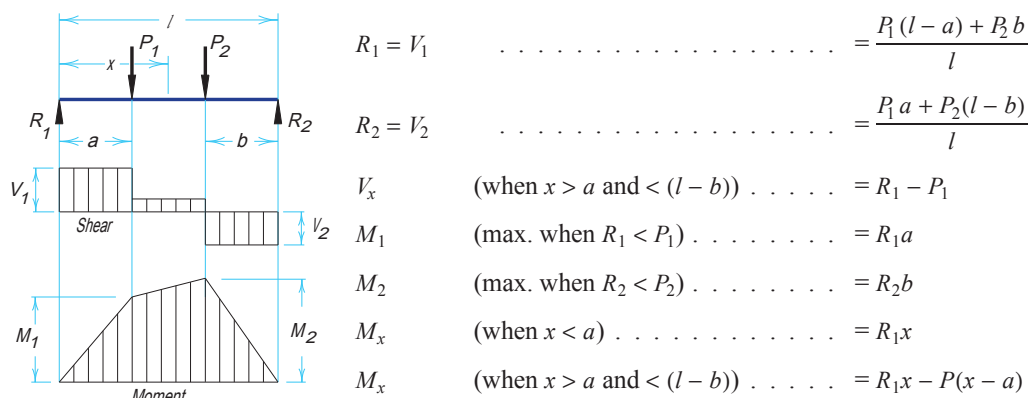 l
P1 P2
x
R1 R2
a b
V1
Shear
V2
M1 M2
Moment
R1 = V1 . . . . . . . . . . . . . . . . . . . = P1 (l – a) + P2 b / l
R2 = V2 . . . . . . . . . . . . . . . . . . . = P1 a + P2 (l – b) / l
Vx (when x > a and < (l – b)) . . . . . = R1 – P1
M1 (max. when R1 < P1) . . . . . . . . = R1a
M2 (max. when R2 < P2) . . . . . . . . = R2b
Mx (when x < a) . . . . . . . . . . . . = R1x
Mx (when x > a and < (l – b)) . . . . . = R1x – P(x – a)